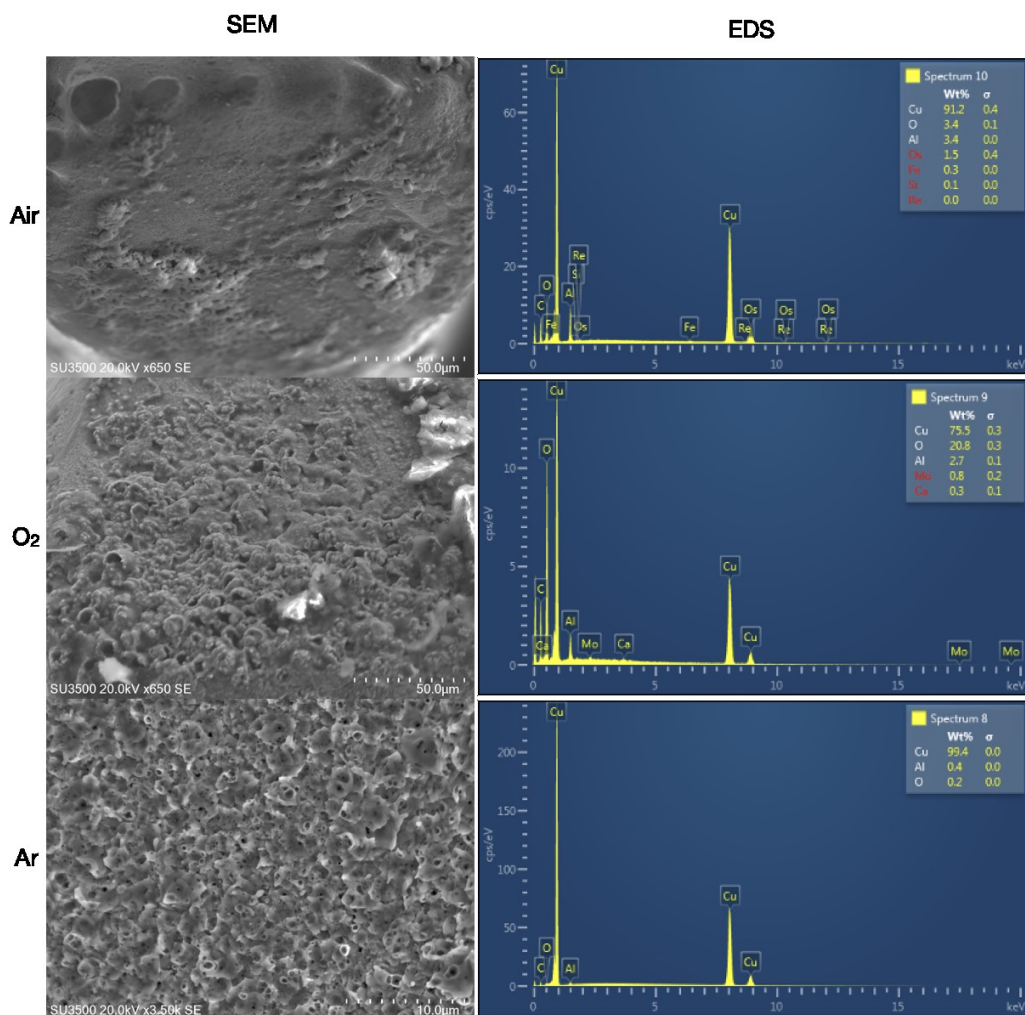 SEM
EDS
Air
SU3500 20.0kV x650 SE
50.0µm
cps/eV
60
40
20
0
Cu
O
C
Fe
Re
Si
Al
Os
Fe
Cu
Os
Re
Os
Re
Os
Re
0
5
10
15
keV
Spectrum 10
Wt% σ
Cu 91.2 0.4
O 3.4 0.1
Al 3.4 0.0
Os 1.5 0.4
Fe 0.3 0.0
Si 0.1 0.0
Re 0.0 0.0
O₂
SU3500 20.0kV x650 SE
50.0µm
cps/eV
10
5
0
Cu
O
C
Ca
Al
Mo
Ca
Cu
Cu
Mo
Mo
0
5
10
15
keV
Spectrum 9
Wt% σ
Cu 75.5 0.3
O 20.8 0.3
Al 2.7 0.1
Mo 0.8 0.2
Ca 0.3 0.1
Ar
SU3500 20.0kV x3.50k SE
10.0µm
cps/eV
200
150
100
50
0
Cu
O
C
Al
Cu
Cu
0
5
10
15
keV
Spectrum 8
Wt% σ
Cu 99.4 0.0
Al 0.4 0.0
O 0.2 0.0